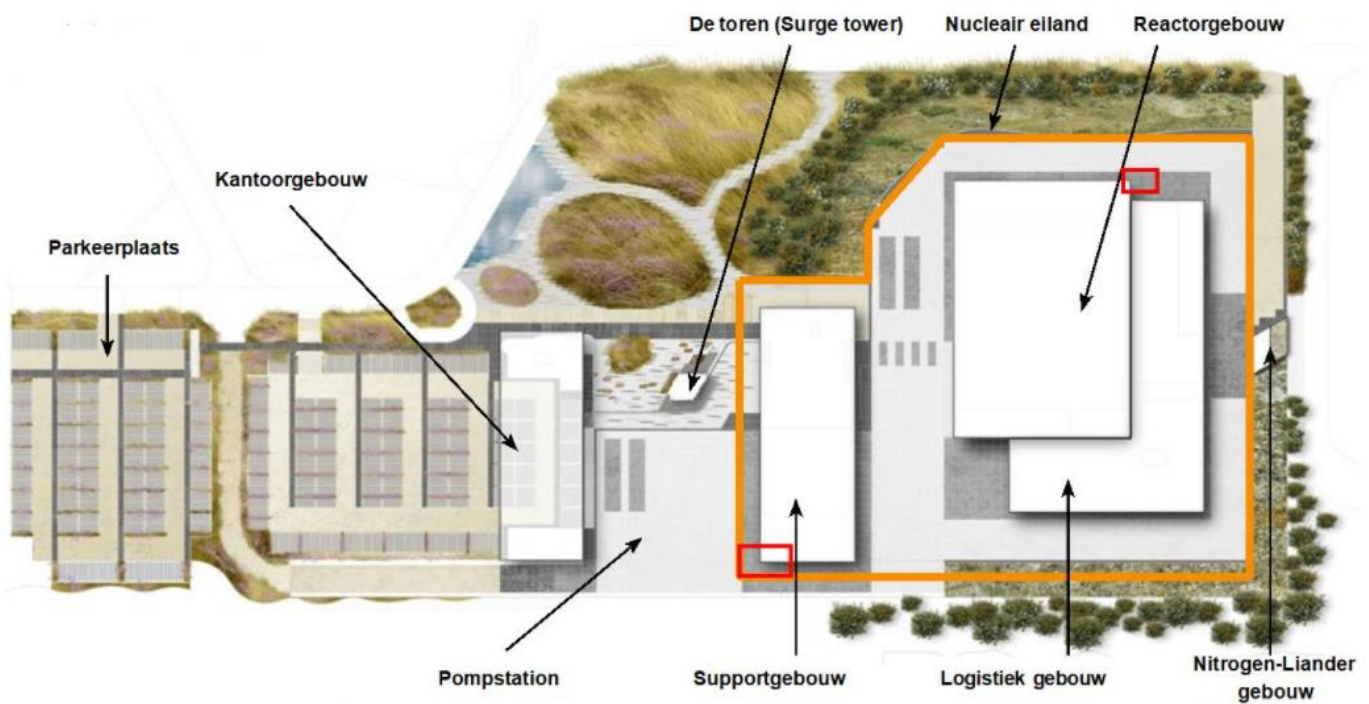 De toren (Surge tower)
Nucleair eiland
Reactorgebouw
Kantoorgebouw
Parkeerplaats
Pompstation
Supportgebouw
Logistiek gebouw
Nitrogen-Liander
gebouw